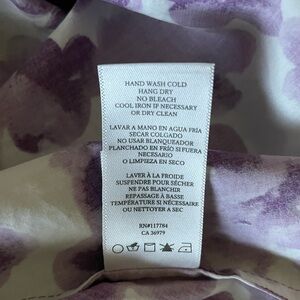 HAND WASH COLD
HANG DRY
NO BLEACH
COOL IRON IF NECESSARY
OR DRY CLEAN
LAVAR A MANO EN AGUA FRÍA
SECAR COLGADO
NO USAR BLANQUEADOR
PLANCHADO EN FRÍO SI FUERA
NECESARIO
O LIMPIEZA EN SECO
LAVER À LA FROIDE
SUSPENDRE POUR SÉCHER
NE PAS BLANCHIR
REPASSAGE À BASSE
TEMPÉRATURE SI NÉCESSAIRE
OU NETTOYER A SEC
RN#117784
CA 36979